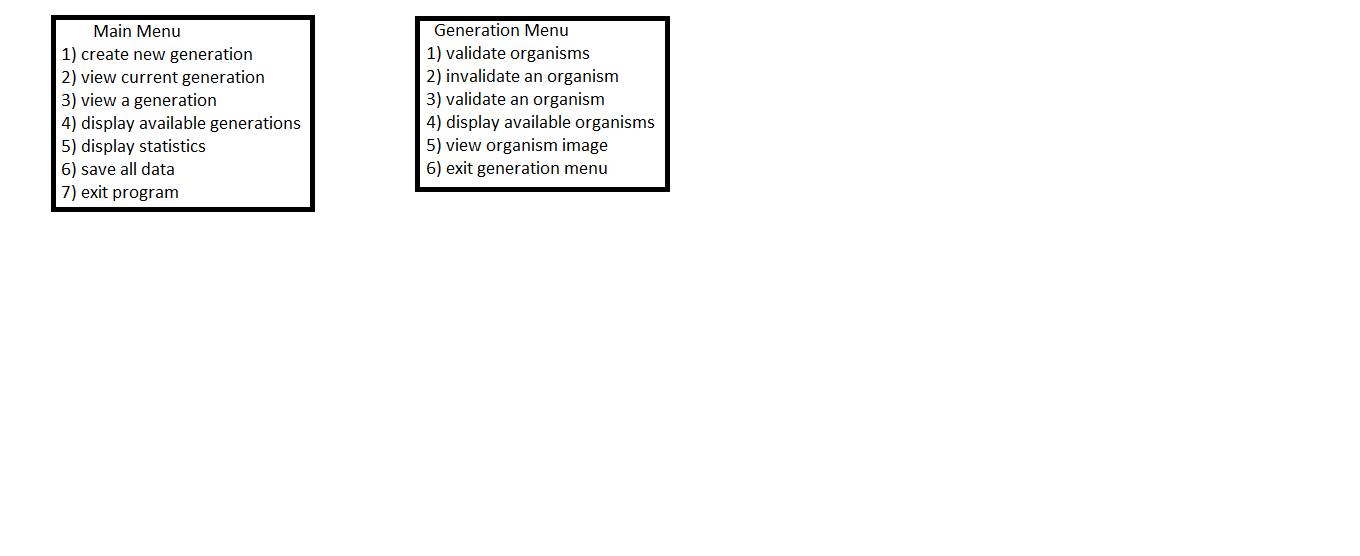 Main Menu
1) create new generation
2) view current generation
3) view a generation
4) display available generations
5) display statistics
6) save all data
7) exit program
Generation Menu
1) validate organisms
2) invalidate an organism
3) validate an organism
4) display available organisms
5) view organism image
6) exit generation menu